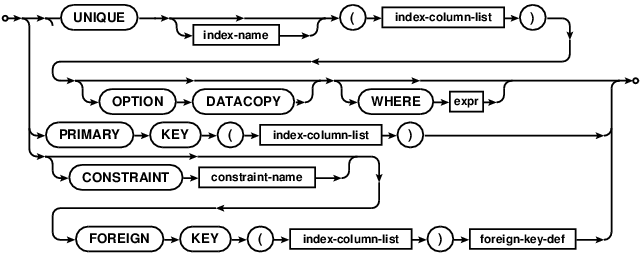 UNIQUE index-name ( index-column-list )
OPTION DATACOPY WHERE expr
PRIMARY KEY ( index-column-list )
CONSTRAINT constraint-name
FOREIGN KEY ( index-column-list ) foreign-key-def